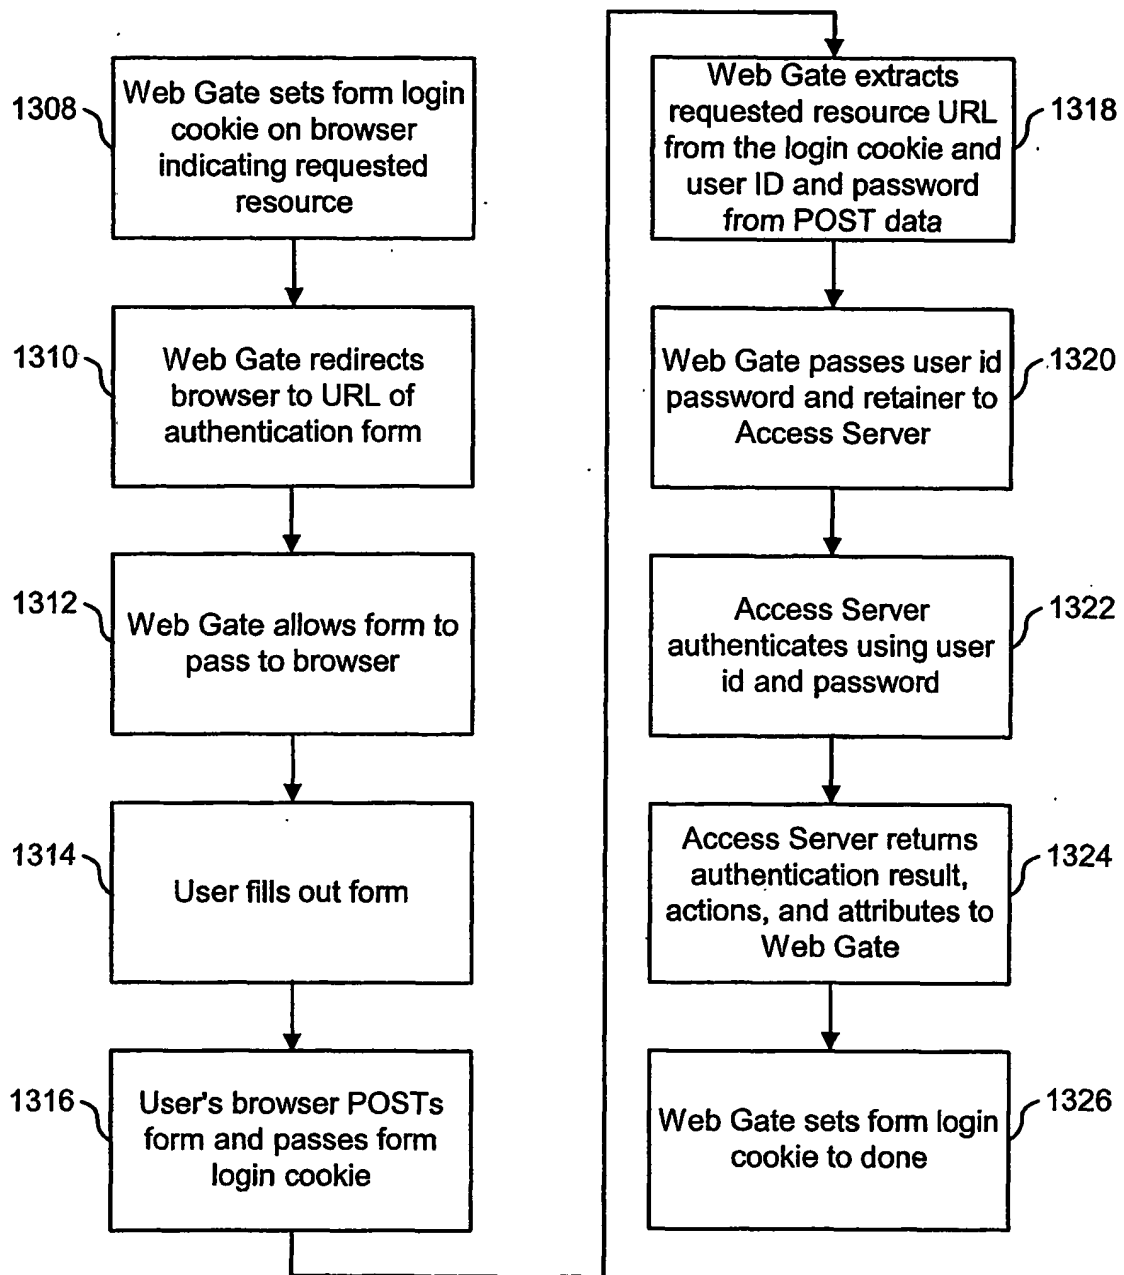 1308
Web Gate sets form login
cookie on browser
indicating requested
resource
1310
Web Gate redirects
browser to URL of
authentication form
1312
Web Gate allows form to
pass to browser
1314
User fills out form
1316
User's browser POSTs
form and passes form
login cookie
Web Gate extracts
requested resource URL
from the login cookie and
user ID and password
from POST data
1318
Web Gate passes user id
password and retainer to
Access Server
1320
Access Server
authenticates using user
id and password
1322
Access Server returns
authentication result,
actions, and attributes to
Web Gate
1324
Web Gate sets form login
cookie to done
1326